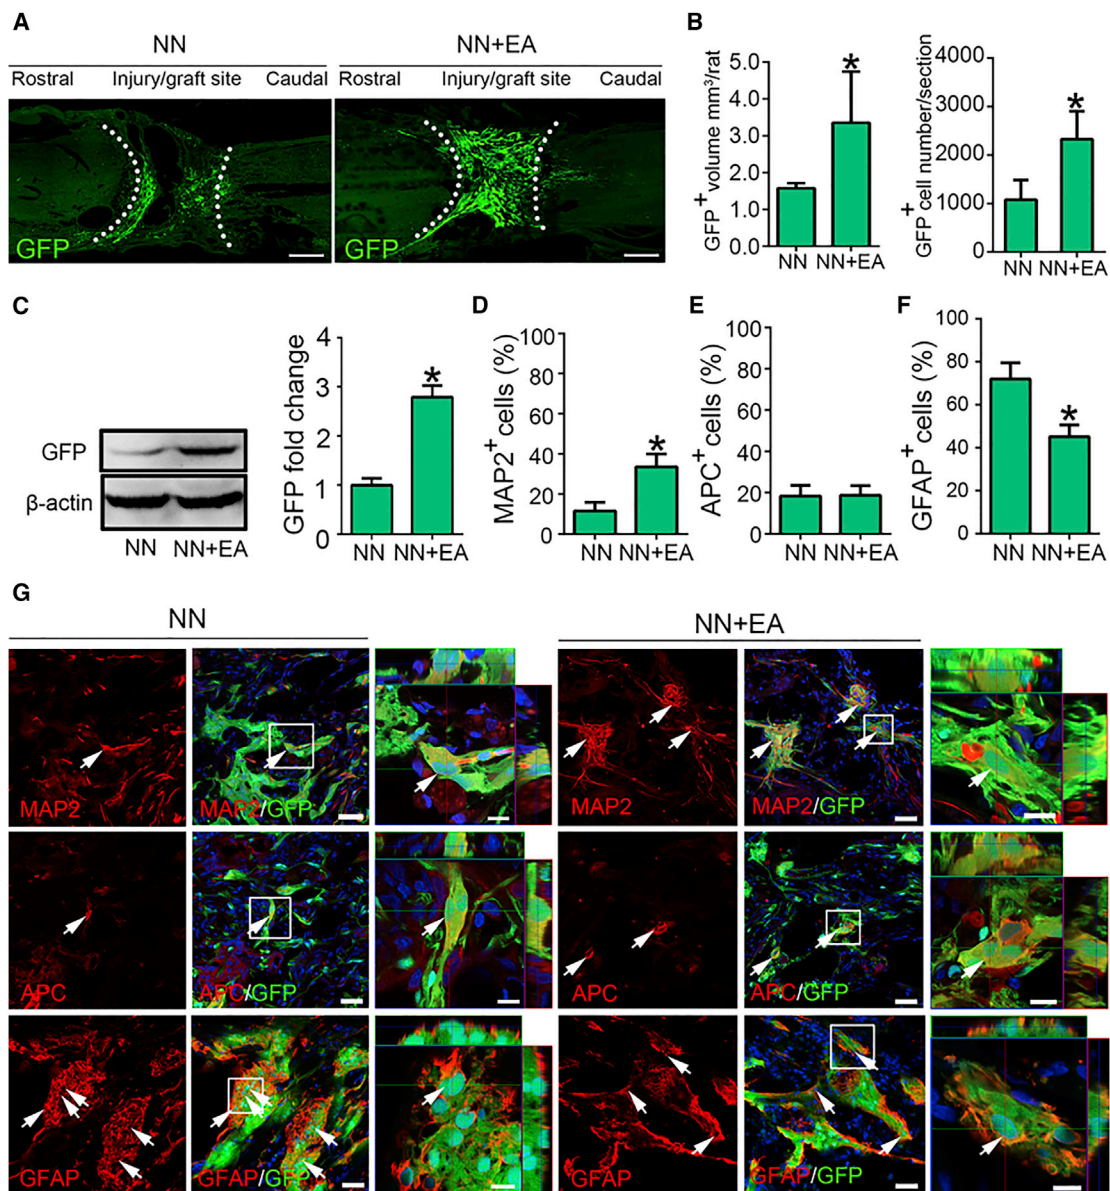 A
NN
NN+EA
Rostral
Injury/graft site
Caudal
Rostral
Injury/graft site
Caudal
GFP
GFP
B
GFP+ volume mm³/rat
5.0
4.0
3.0
2.0
1.0
0.0
NN
NN+EA
*
GFP+ cell number/section
4000
3000
2000
1000
0
NN
NN+EA
*
C
GFP
β-actin
NN
NN+EA
GFP fold change
4
3
2
1
0
NN
NN+EA
*
D
MAP2+ cells (%)
100
80
60
40
20
0
NN
NN+EA
*
E
APC+ cells (%)
100
80
60
40
20
0
NN
NN+EA
F
GFAP+ cells (%)
100
80
60
40
20
0
NN
NN+EA
*
G
NN
NN+EA
MAP2
MAP2/GFP
MAP2
MAP2/GFP
APC
APC/GFP
APC
APC/GFP
GFAP
GFAP/GFP
GFAP
GFAP/GFP